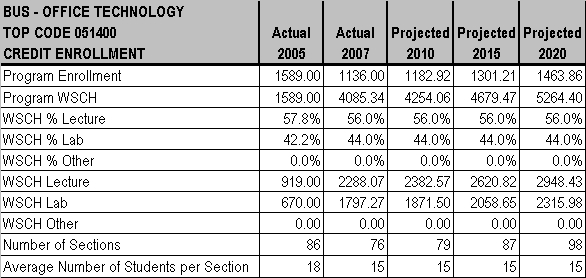 BUS - OFFICE TECHNOLOGY
TOP CODE 051400 Actual Actual Projected Projected Projected
CREDIT ENROLLMENT 2005 2007 2010 2015 2020
Program Enrollment 1589.00 1136.00 1182.92 1301.21 1463.86
Program WSCH 1589.00 4085.34 4254.06 4679.47 5264.40
WSCH % Lecture 57.8% 56.0% 56.0% 56.0% 56.0%
WSCH % Lab 42.2% 44.0% 44.0% 44.0% 44.0%
WSCH % Other 0.0% 0.0% 0.0% 0.0% 0.0%
WSCH Lecture 919.00 2288.07 2382.57 2620.82 2948.43
WSCH Lab 670.00 1797.27 1871.50 2058.65 2315.98
WSCH Other 0.00 0.00 0.00 0.00 0.00
Number of Sections 86 76 79 87 98
Average Number of Students per Section 18 15 15 15 15